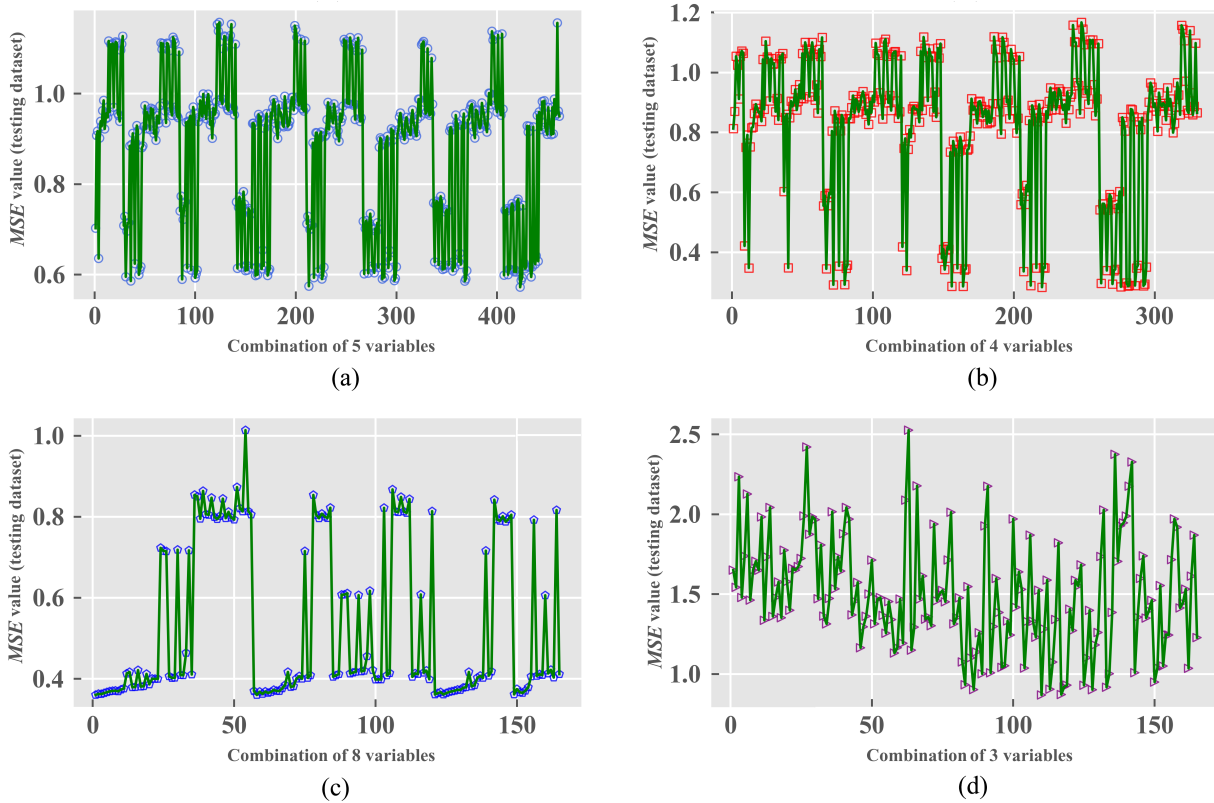 MSE value (testing dataset)
1.0
0.8
0.6
0 100 200 300 400
Combination of 5 variables
(a)
MSE value (testing dataset)
1.2
1.0
0.8
0.6
0.4
0 100 200 300
Combination of 4 variables
(b)
MSE value (testing dataset)
1.0
0.8
0.6
0.4
0 50 100 150
Combination of 8 variables
(c)
MSE value (testing dataset)
2.5
2.0
1.5
1.0
0 50 100 150
Combination of 3 variables
(d)